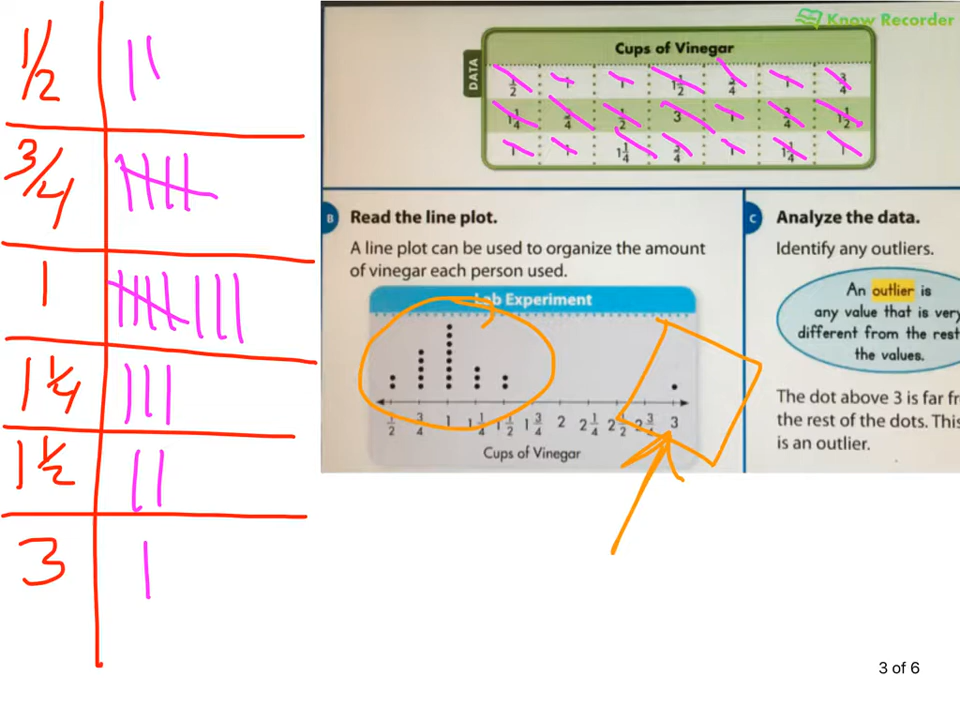 Know Recorder
Cups of Vinegar
DATA
1/2 1 1 1 1/2 3/4 1 3/4
1 1/4 3/4 1/2 3 1 3/4 1 1/2
1 1 1 1/4 3/4 1 1 1/4 1
1/2
3/4
1
1 1/4
1 1/2
3
B Read the line plot.
A line plot can be used to organize the amount
of vinegar each person used.
Lab Experiment
1/2 3/4 1 1 1/4 1 1/2 1 3/4 2 2 1/4 2 1/2 2 3/4 3
Cups of Vinegar
C Analyze the data.
Identify any outliers.
An outlier is
any value that is very
different from the rest
the values.
The dot above 3 is far fr
the rest of the dots. This
is an outlier.
3 of 6